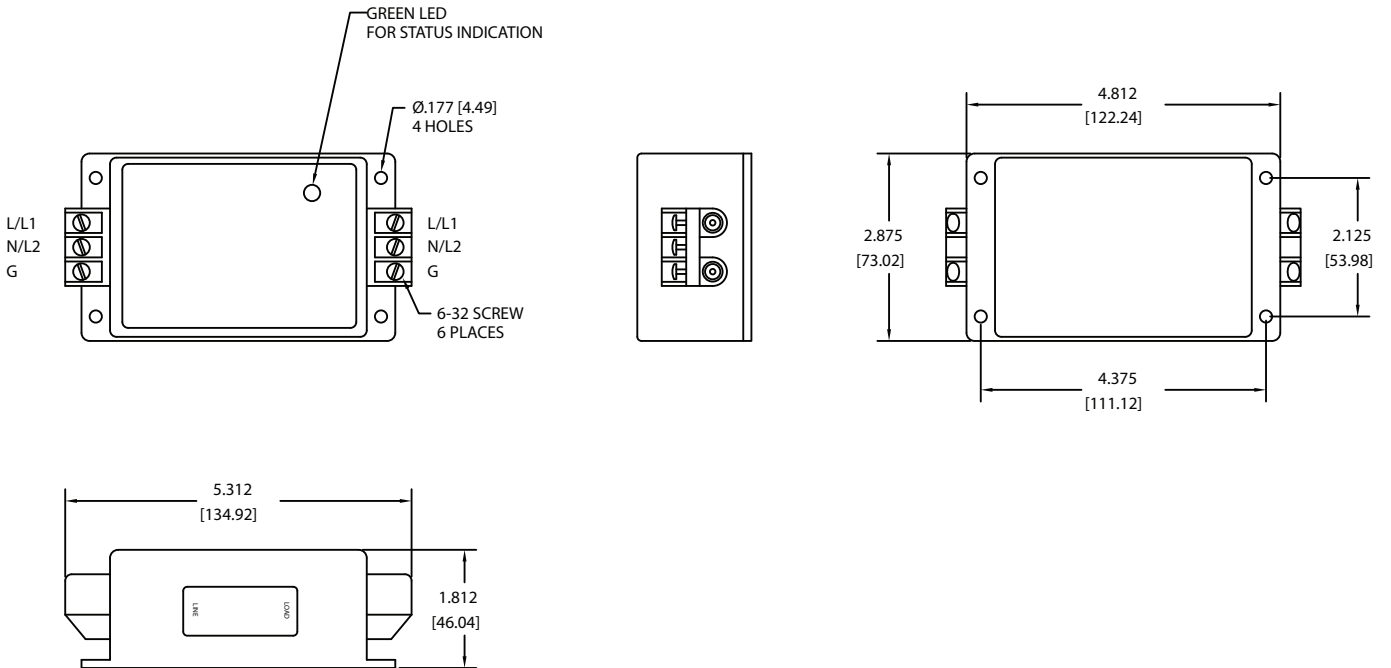 GREEN LED
FOR STATUS INDICATION
Ø.177 [4.49]
4 HOLES
L/L1
N/L2
G
L/L1
N/L2
G
6-32 SCREW
6 PLACES
4.812
[122.24]
2.875
[73.02]
2.125
[53.98]
4.375
[111.12]
5.312
[134.92]
LINE
LOAD
1.812
[46.04]